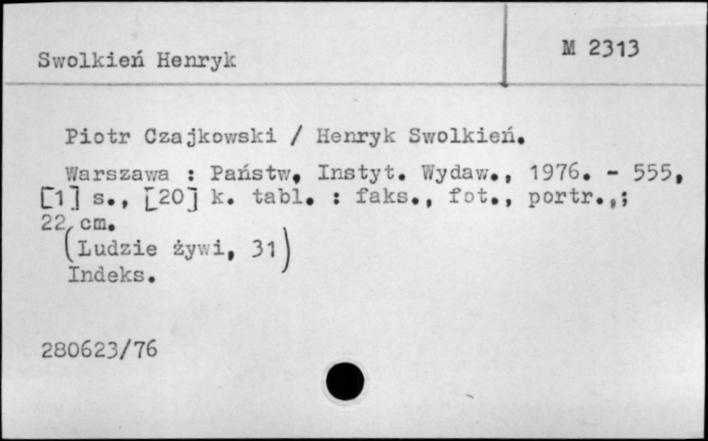 Swolkień Henryk
M 2313
Piotr Czajkowski / Henryk Swolkień.
Warszawa : Państw, Instyt. Wydaw., 1976. - 555,
[1] s., [20] k. tabl. : faks., fot., portr.,;
22 cm.
(Ludzie żywi, 31)
Indeks.
280623/76